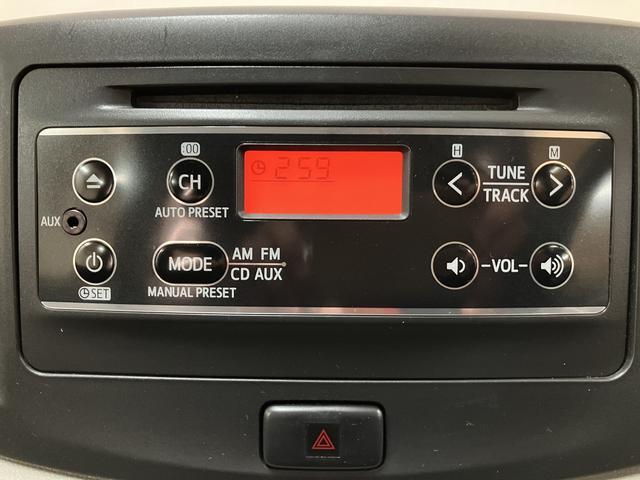 :00
H
M
CH
2:59
TUNE
TRACK
AUTO PRESET
AUX
MODE
AM FM
CD AUX
VOL
SET
MANUAL PRESET